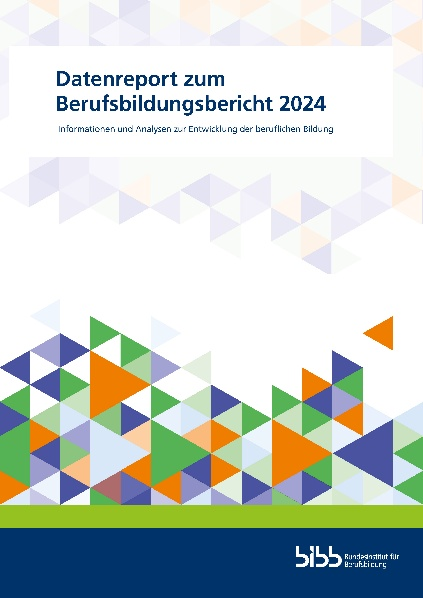 Datenreport zum
Berufsbildungsbericht 2024
Informationen und Analysen zur Entwicklung der beruflichen Bildung
bibb Bundesinstitut für
Berufsbildung